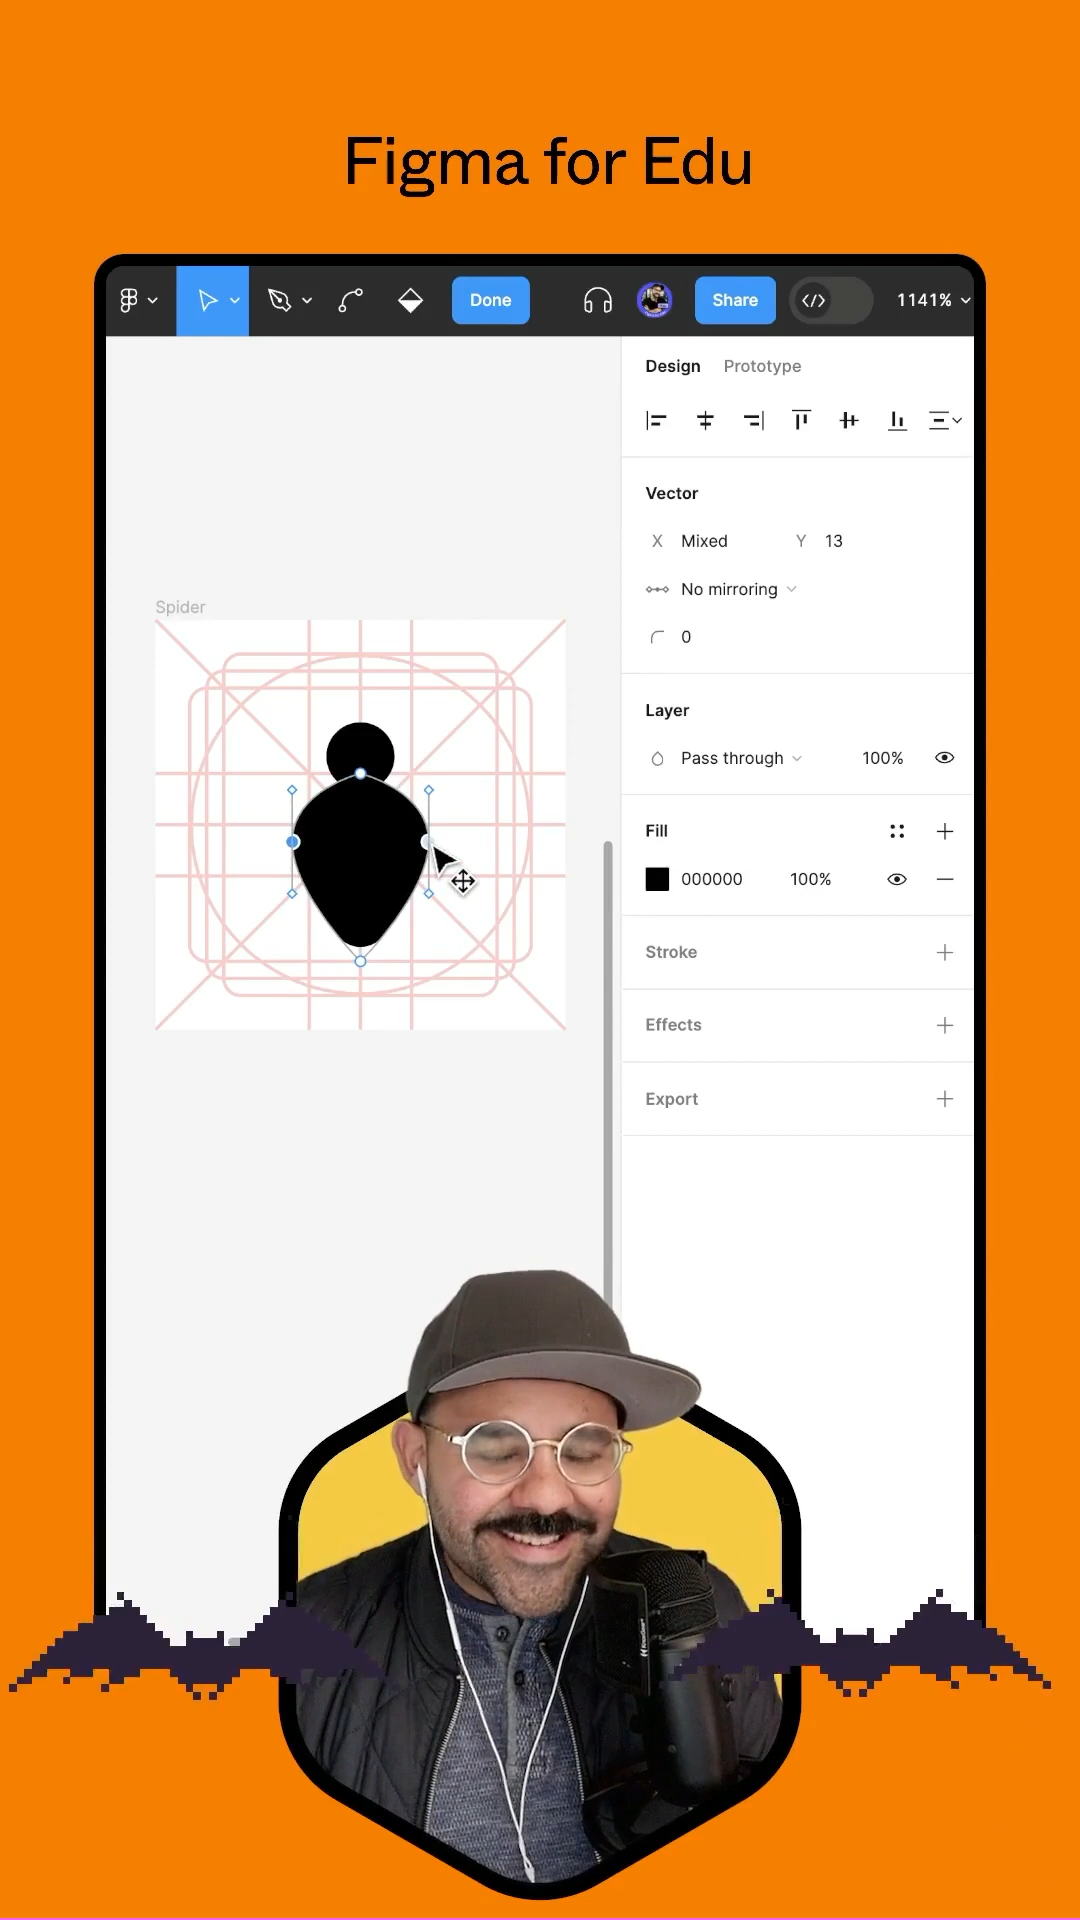 Figma for Edu
Done
Share
1141%
Design Prototype
Vector
X Mixed Y 13
No mirroring
0
Spider
Layer
Pass through 100%
Fill
000000 100%
Stroke
Effects
Export